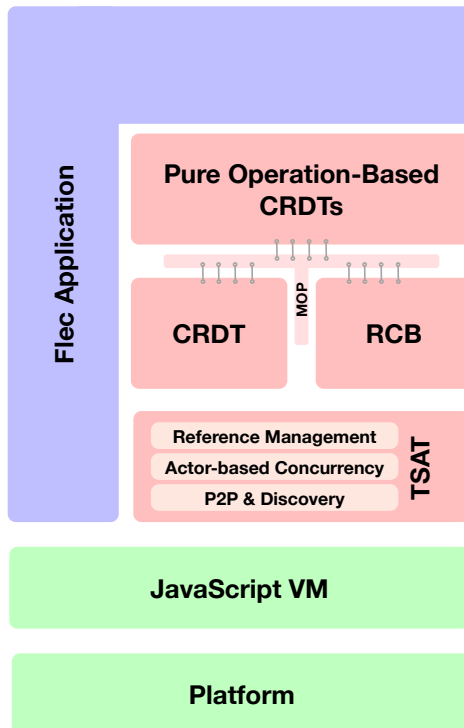 Flec Application
Pure Operation-Based
CRDTs
MOP
CRDT
RCB
Reference Management
Actor-based Concurrency
P2P & Discovery
TSAT
JavaScript VM
Platform